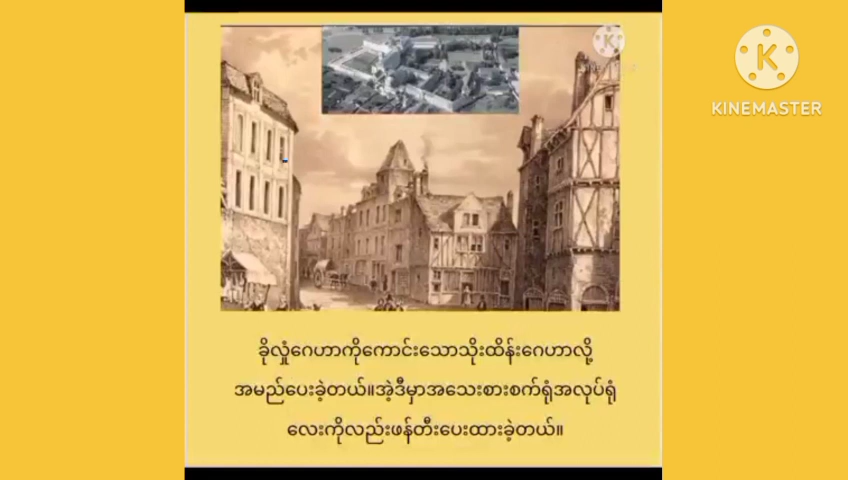 KINEMASTER
ခိုလှုံဂေဟာကိုကောင်းသောသိုးထိန်းဂေဟာလို့
အမည်ပေးခဲ့တယ်။အဲ့ဒီမှာအသေးစားစက်ရုံအလုပ်ရုံ
လေးကိုလည်းဖန်တီးပေးထားခဲ့တယ်။